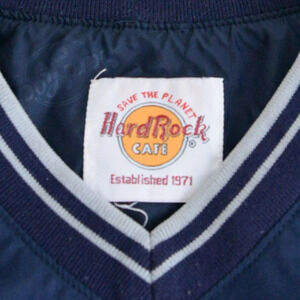 SAVE THE PLANET
Hard Rock
CAFE
®
Established 1971